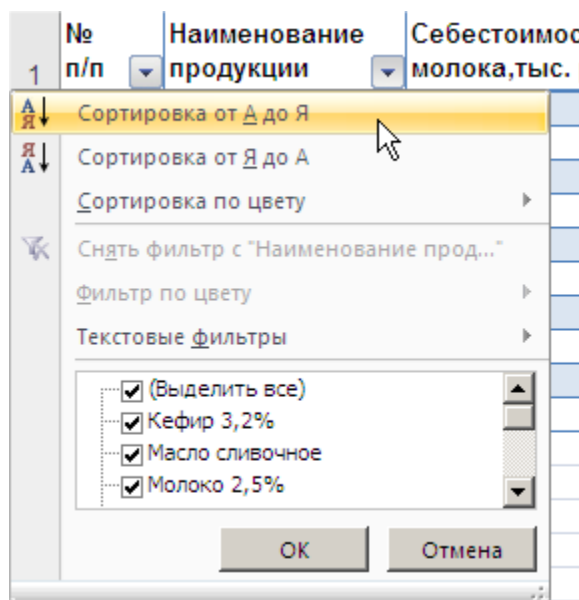 № Наименование Себестоимос
1 п/п продукции молока,тыс.
Сортировка от А до Я
Сортировка от Я до А
Сортировка по цвету
Снять фильтр с "Наименование прод..."
Фильтр по цвету
Текстовые фильтры
(Выделить все)
Кефир 3,2%
Масло сливочное
Молоко 2,5%
ОК Отмена